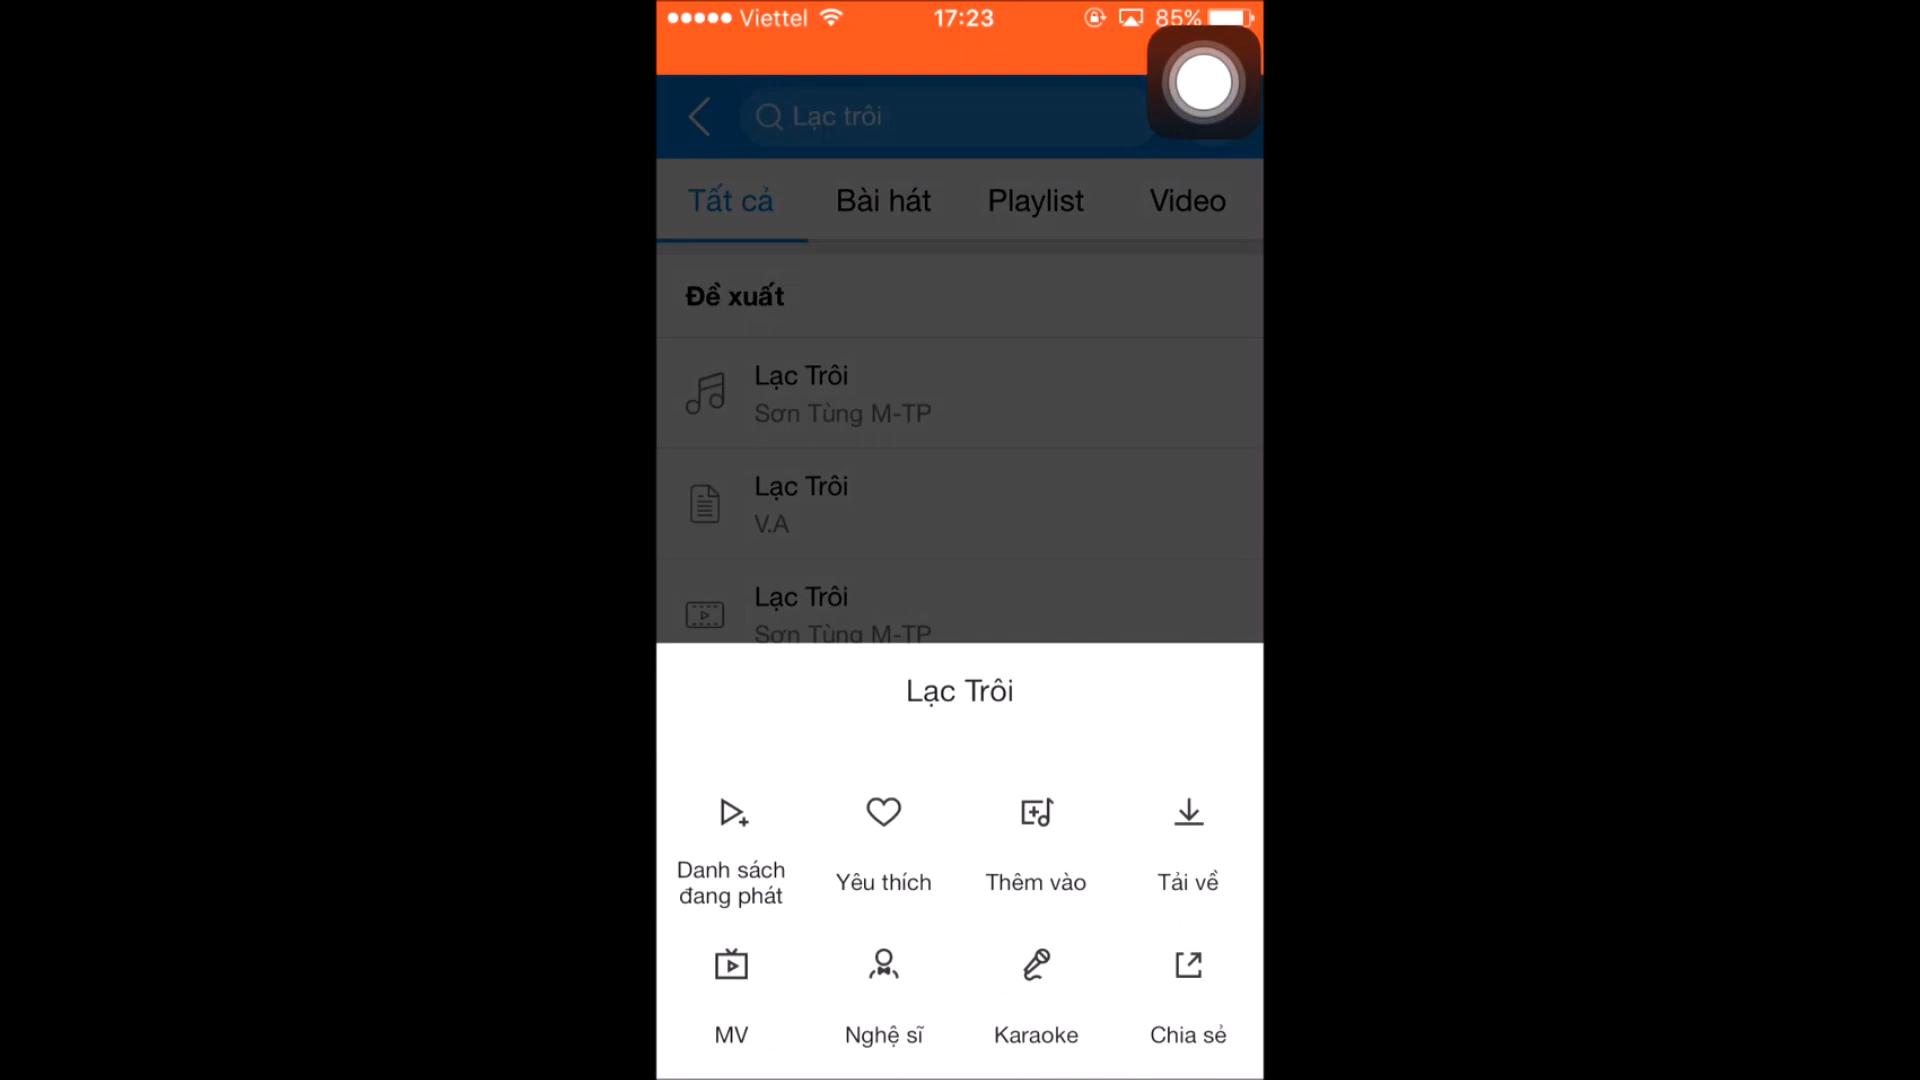 Viettel 17:23 85%
Lạc trôi
Tất cả Bài hát Playlist Video
Đề xuất
Lạc Trôi
Sơn Tùng M-TP
Lạc Trôi
V.A
Lạc Trôi
Sơn Tùng M-TP
Lạc Trôi
Danh sách
đang phát
Yêu thích
Thêm vào
Tải về
MV
Nghệ sĩ
Karaoke
Chia sẻ